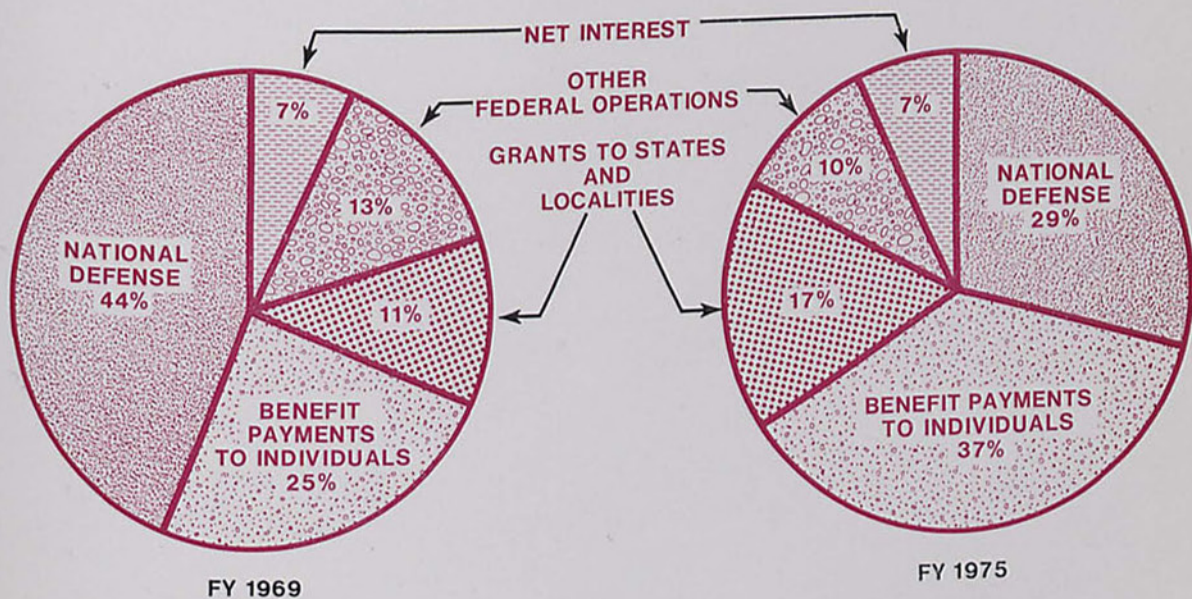 NET INTEREST
OTHER
FEDERAL OPERATIONS
GRANTS TO STATES
AND
LOCALITIES
7%
13%
11%
BENEFIT
PAYMENTS
TO INDIVIDUALS
25%
NATIONAL
DEFENSE
44%
FY 1969
7%
10%
17%
NATIONAL
DEFENSE
29%
BENEFIT PAYMENTS
TO INDIVIDUALS
37%
FY 1975